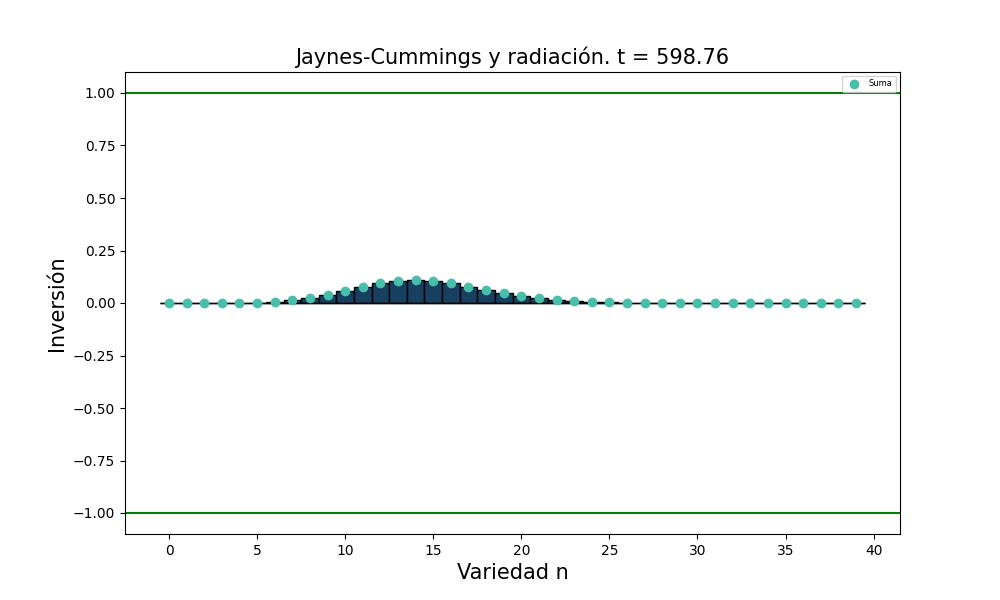 Jaynes-Cummings y radiación. t = 598.76
Suma
1.00
0.75
0.50
0.25
0.00
−0.25
−0.50
−0.75
−1.00
Inversión
0 5 10 15 20 25 30 35 40
Variedad n